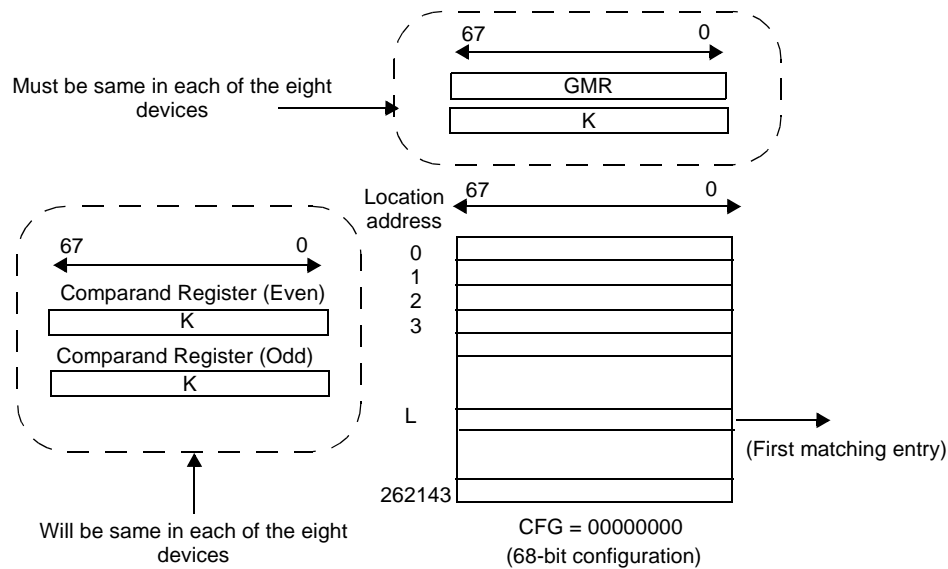 67 0
Must be same in each of the eight
devices
GMR
K
Location
address
67 0
67 0
Comparand Register (Even)
K
Comparand Register (Odd)
K
0
1
2
3
L
(First matching entry)
262143
Will be same in each of the eight
devices
CFG = 00000000
(68-bit configuration)